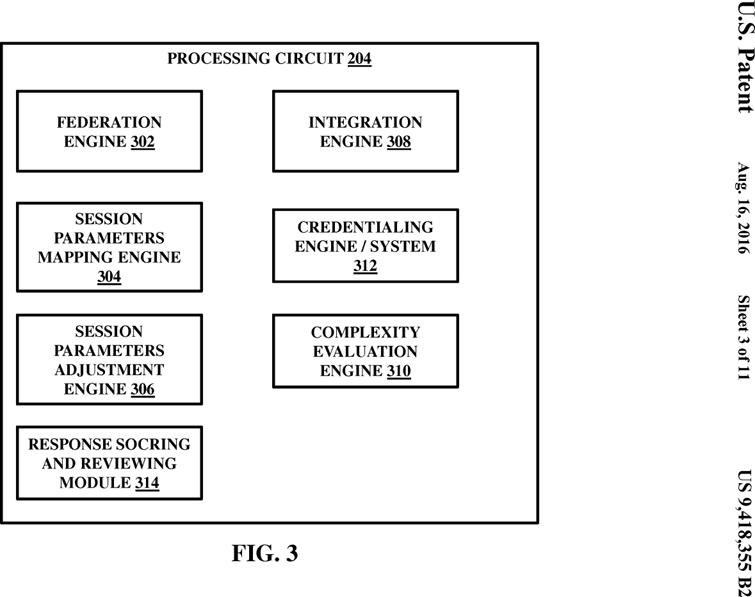 U.S. Patent
Aug. 16, 2016
Sheet 3 of 11
US 9,418,355 B2
PROCESSING CIRCUIT 204
FEDERATION
ENGINE 302
INTEGRATION
ENGINE 308
SESSION
PARAMETERS
MAPPING ENGINE
304
CREDENTIALING
ENGINE / SYSTEM
312
SESSION
PARAMETERS
ADJUSTMENT
ENGINE 306
COMPLEXITY
EVALUATION
ENGINE 310
RESPONSE SOCRING
AND REVIEWING
MODULE 314
FIG. 3